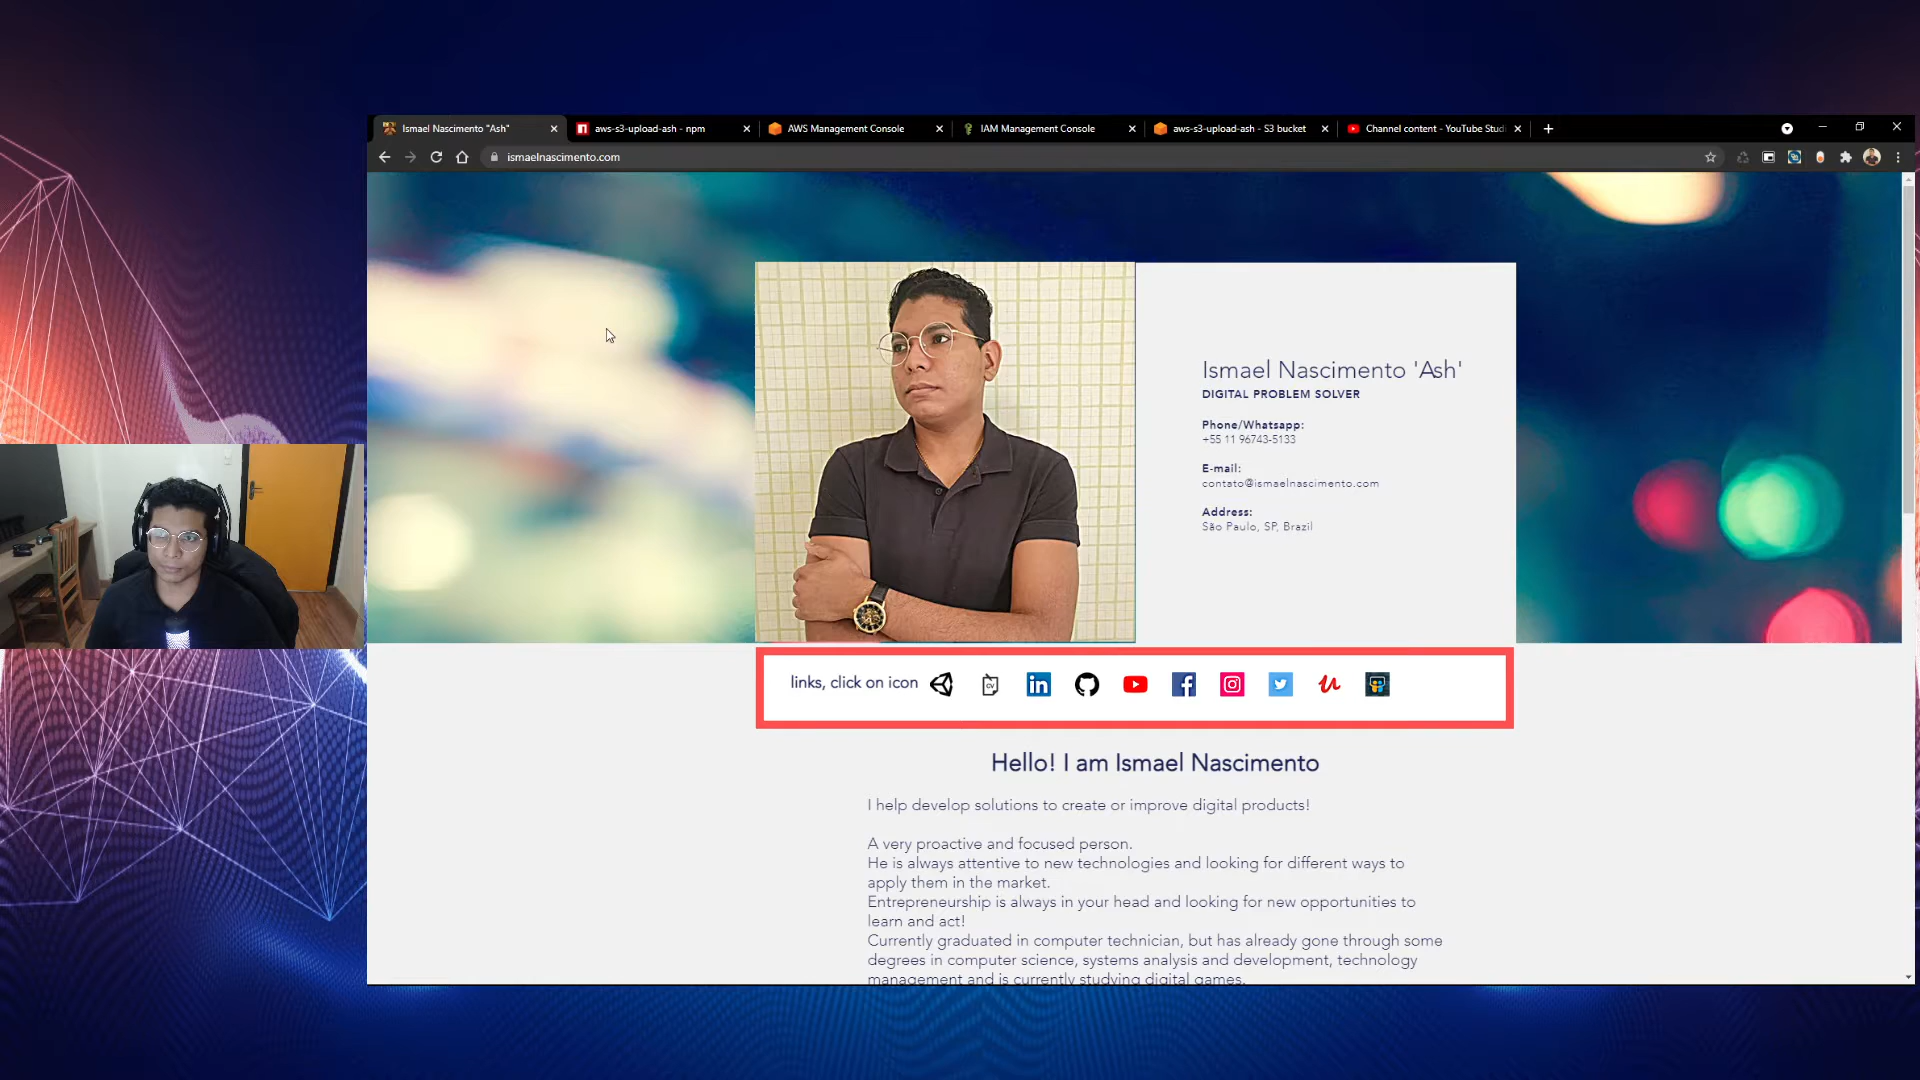 Ismael Nascimento "Ash"
aws-s3-upload-ash - npm
AWS Management Console
IAM Management Console
aws-s3-upload-ash - S3 bucket
Channel content - YouTube Studi
ismaelnascimento.com
Ismael Nascimento 'Ash'
DIGITAL PROBLEM SOLVER
Phone/Whatsapp:
+55 11 96743-5133
E-mail:
contato@ismaelnascimento.com
Address:
São Paulo, SP, Brazil
links, click on icon
CV
in
Hello! I am Ismael Nascimento
I help develop solutions to create or improve digital products!
A very proactive and focused person.
He is always attentive to new technologies and looking for different ways to
apply them in the market.
Entrepreneurship is always in your head and looking for new opportunities to
learn and act!
Currently graduated in computer technician, but has already gone through some
degrees in computer science, systems analysis and development, technology
management and is currently studying digital games.